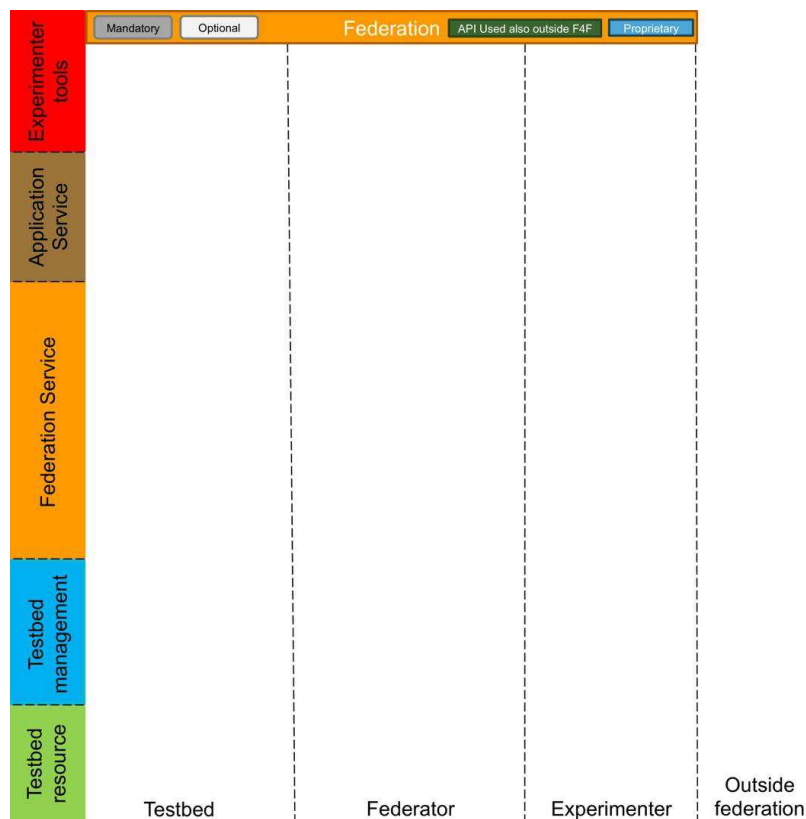 Mandatory
Optional
Federation
API Used also outside F4F
Proprietary
Experimenter
tools
Application
Service
Federation Service
Testbed
management
Testbed
resource
Testbed
Federator
Experimenter
Outside
federation